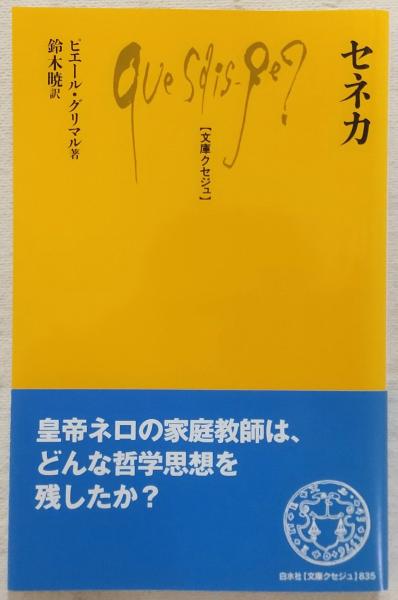 セネカ
Que sais-je?
【文庫クセジュ】
ピエール・グリマル著
鈴木暁訳
皇帝ネロの家庭教師は、
どんな哲学思想を
残したか?
白水社【文庫クセジュ】835